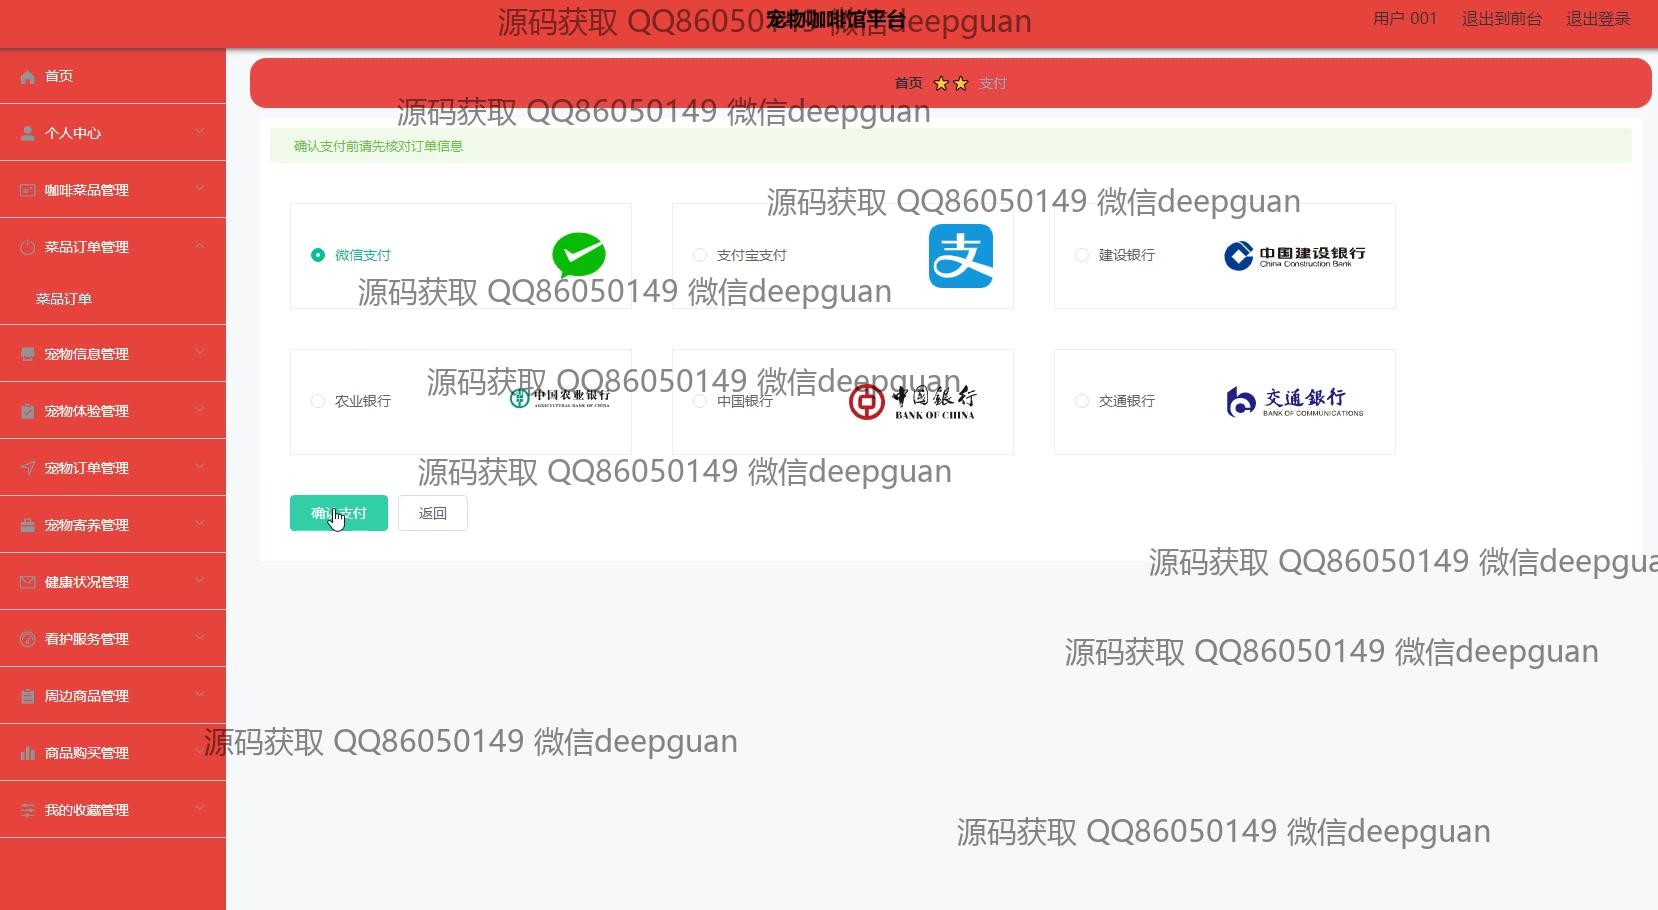 宠物咖啡馆平台
源码获取 QQ86050149 微信deepguan
用户 001
退出到前台
退出登录
首页
个人中心
咖啡菜品管理
菜品订单管理
菜品订单
宠物信息管理
宠物体验管理
宠物订单管理
宠物寄养管理
健康状况管理
看护服务管理
周边商品管理
商品购买管理
我的收藏管理
首页 支付
源码获取 QQ86050149 微信deepguan
确认支付前请先核对订单信息
源码获取 QQ86050149 微信deepguan
微信支付
支付宝支付
支
建设银行
中国建设银行
China Construction Bank
源码获取 QQ86050149 微信deepguan
源码获取 QQ86050149 微信deepguan
农业银行
中国农业银行
AGRICULTURAL BANK OF CHINA
中国银行
中國銀行
BANK OF CHINA
交通银行
交通銀行
BANK OF COMMUNICATIONS
源码获取 QQ86050149 微信deepguan
确认支付
返回
源码获取 QQ86050149 微信deepgua
源码获取 QQ86050149 微信deepguan
源码获取 QQ86050149 微信deepguan
源码获取 QQ86050149 微信deepguan